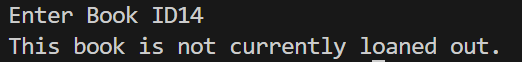 Enter Book ID14
This book is not currently loaned out.